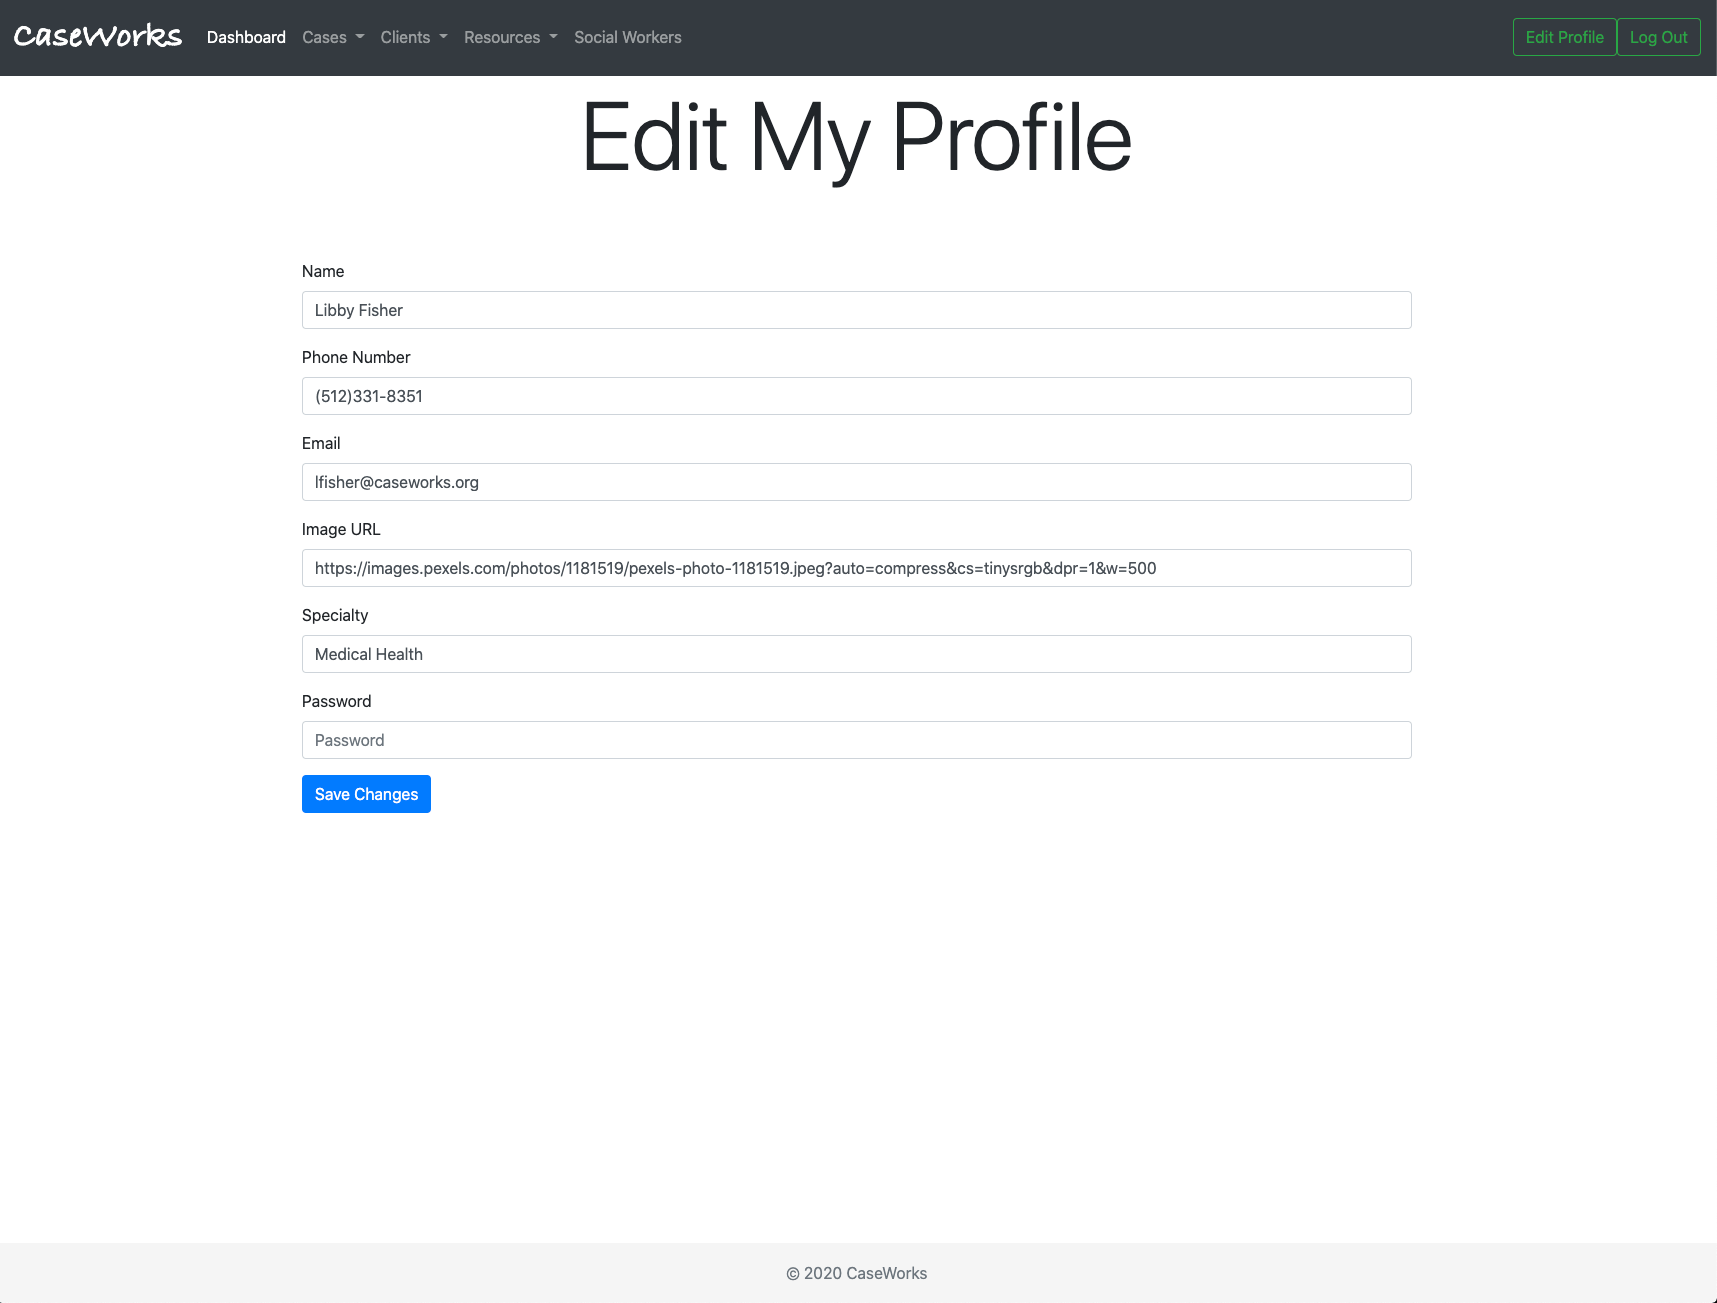 CaseWorks Dashboard Cases Clients Resources Social Workers Edit Profile Log Out
Edit My Profile
Name
Libby Fisher
Phone Number
(512)331-8351
Email
lfisher@caseworks.org
Image URL
https://images.pexels.com/photos/1181519/pexels-photo-1181519.jpeg?auto=compress&cs=tinysrgb&dpr=1&w=500
Specialty
Medical Health
Password
Password
Save Changes
© 2020 CaseWorks